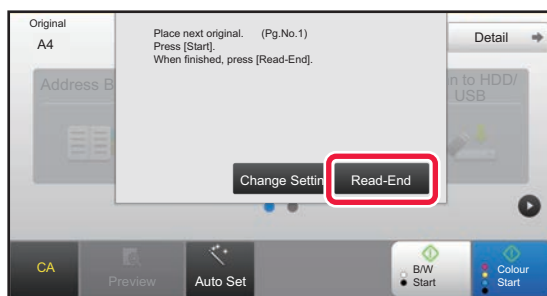 Original
A4
Place next original. (Pg.No.1)
Press [Start].
When finished, press [Read-End].
Detail
Address B
n to HDD/
USB
Change Settin
Read-End
CA
Preview
Auto Set
B/W
Start
Colour
Start